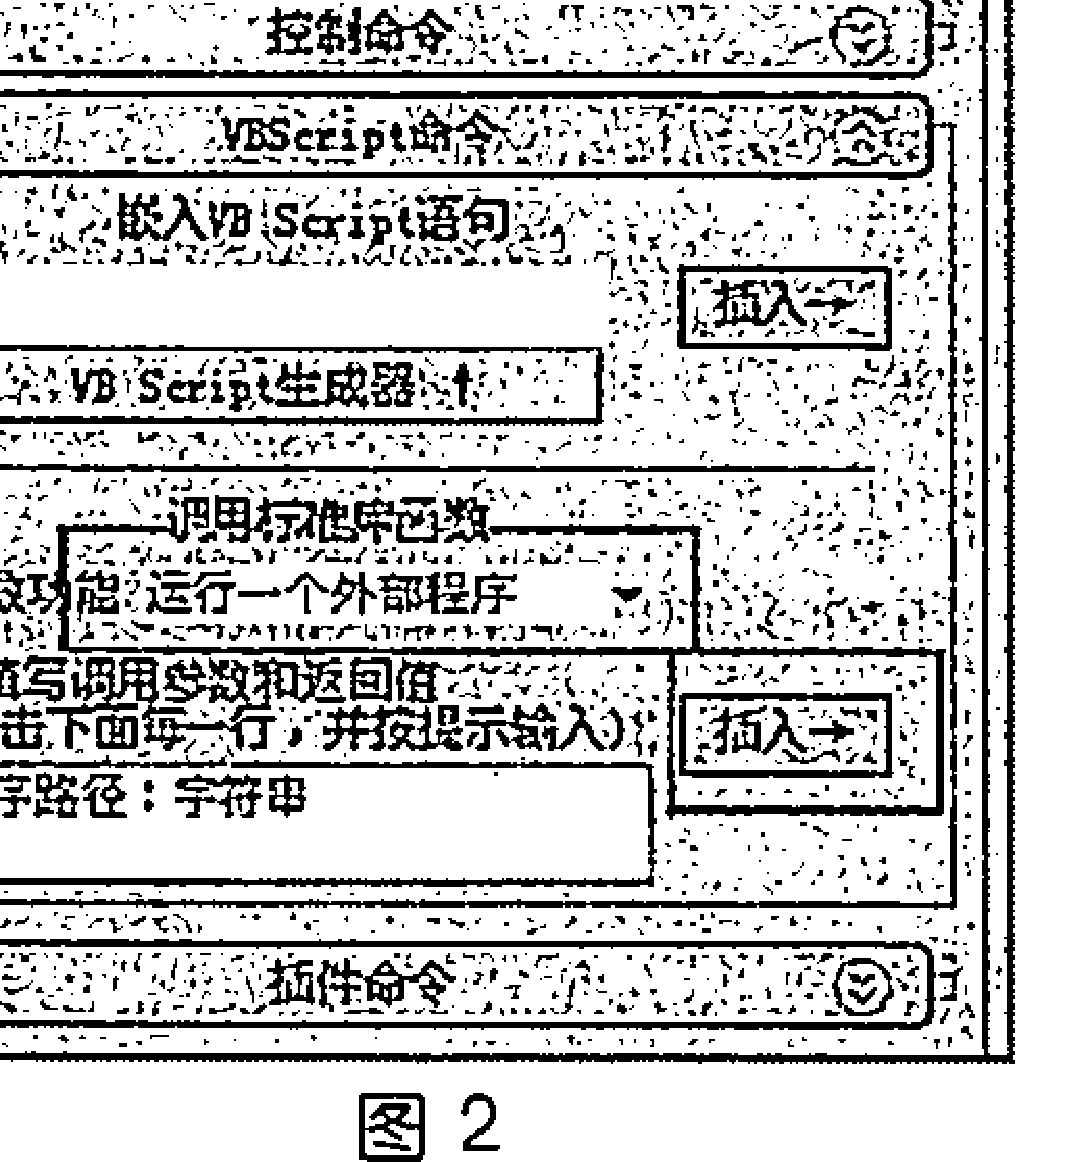 控制命令
VBScript命令
嵌入VB Script语句
插入→
VB Script生成器 ↑
调用标准库函数
数功能 运行一个外部程序
填写调用参数和返回值
击下面每一行，并按提示输入)
插入→
序路径：字符串
插件命令
图 2